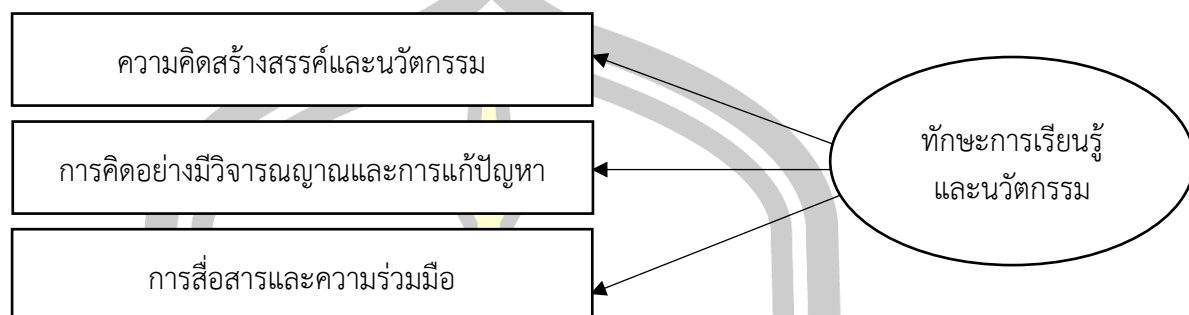 ความคิดสร้างสรรค์และนวัตกรรม
การคิดอย่างมีวิจารณญาณและการแก้ปัญหา
การสื่อสารและความร่วมมือ
ทักษะการเรียนรู้
และนวัตกรรม